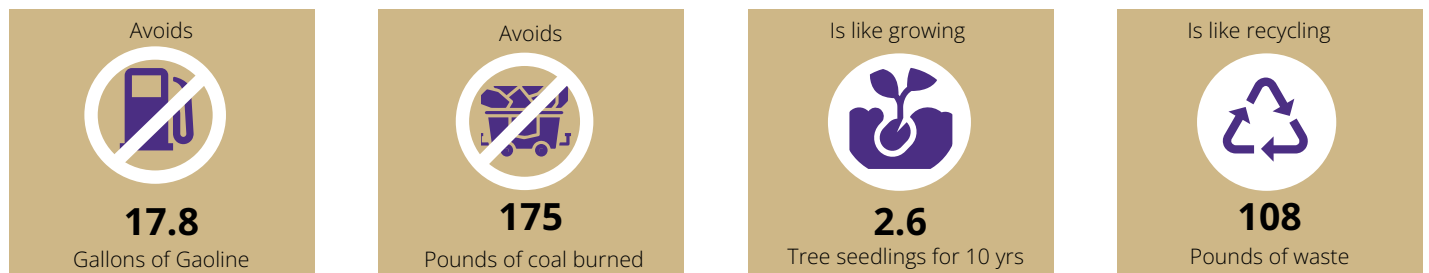 Avoids
17.8
Gallons of Gaoline
Avoids
175
Pounds of coal burned
Is like growing
2.6
Tree seedlings for 10 yrs
Is like recycling
108
Pounds of waste